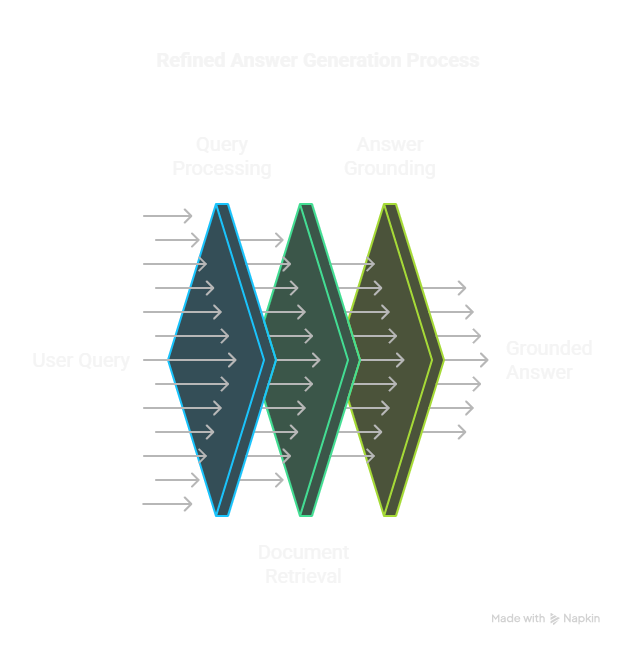 Refined Answer Generation Process
Query
Processing
Answer
Grounding
User Query
Grounded
Answer
Document
Retrieval
Made with Napkin